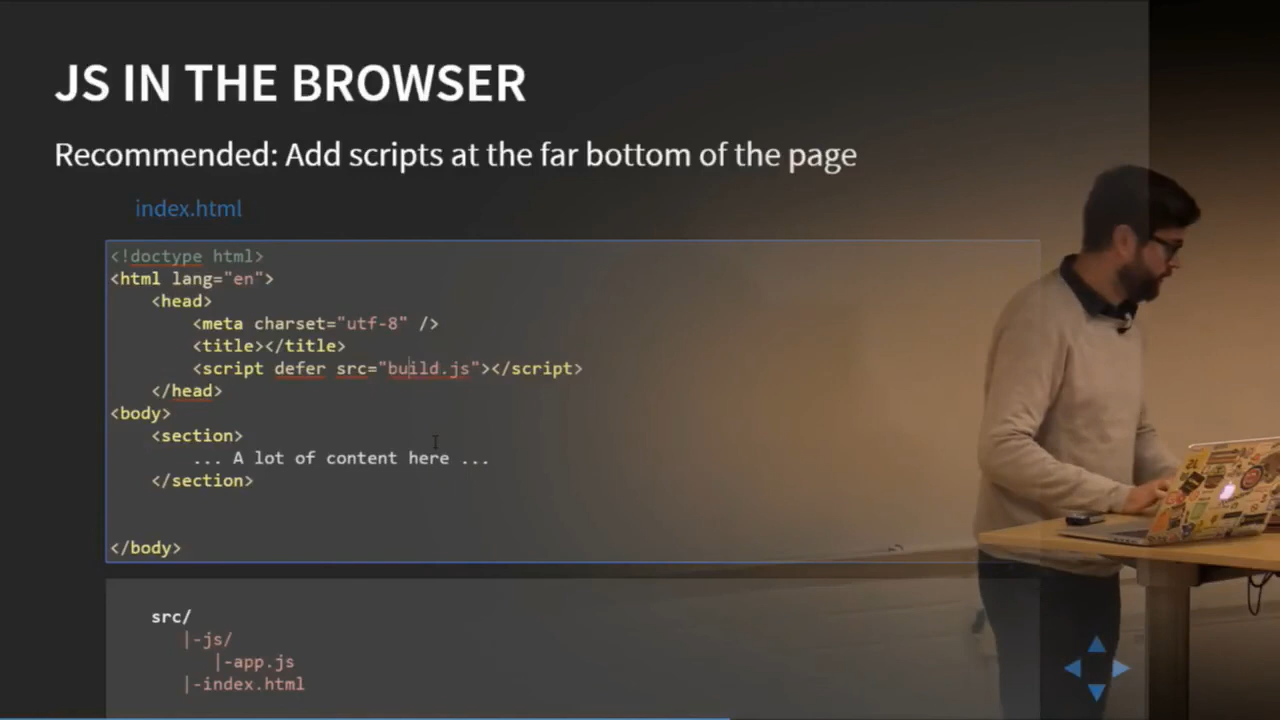 JS IN THE BROWSER
Recommended: Add scripts at the far bottom of the page
index.html
<!doctype html>
<html lang="en">
    <head>
        <meta charset="utf-8" />
        <title></title>
        <script defer src="build.js"></script>
    </head>
<body>
    <section>
        ... A lot of content here ...
    </section>
</body>
src/
   |-js/
      |-app.js
   |-index.html